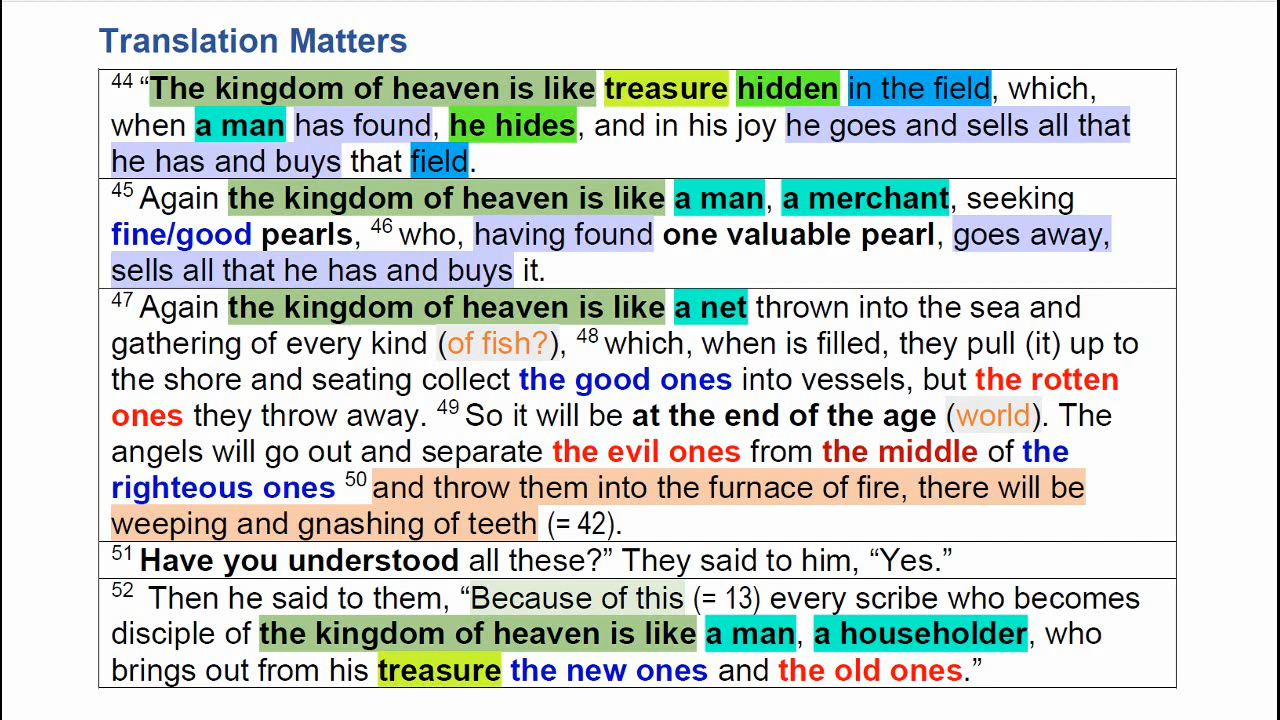 Translation Matters
44 “The kingdom of heaven is like treasure hidden in the field, which,
when a man has found, he hides, and in his joy he goes and sells all that
he has and buys that field.
45 Again the kingdom of heaven is like a man, a merchant, seeking
fine/good pearls, 46 who, having found one valuable pearl, goes away,
sells all that he has and buys it.
47 Again the kingdom of heaven is like a net thrown into the sea and
gathering of every kind (of fish?), 48 which, when is filled, they pull (it) up to
the shore and seating collect the good ones into vessels, but the rotten
ones they throw away. 49 So it will be at the end of the age (world). The
angels will go out and separate the evil ones from the middle of the
righteous ones 50 and throw them into the furnace of fire, there will be
weeping and gnashing of teeth (= 42).
51 Have you understood all these?” They said to him, “Yes.”
52 Then he said to them, “Because of this (= 13) every scribe who becomes
disciple of the kingdom of heaven is like a man, a householder, who
brings out from his treasure the new ones and the old ones.”